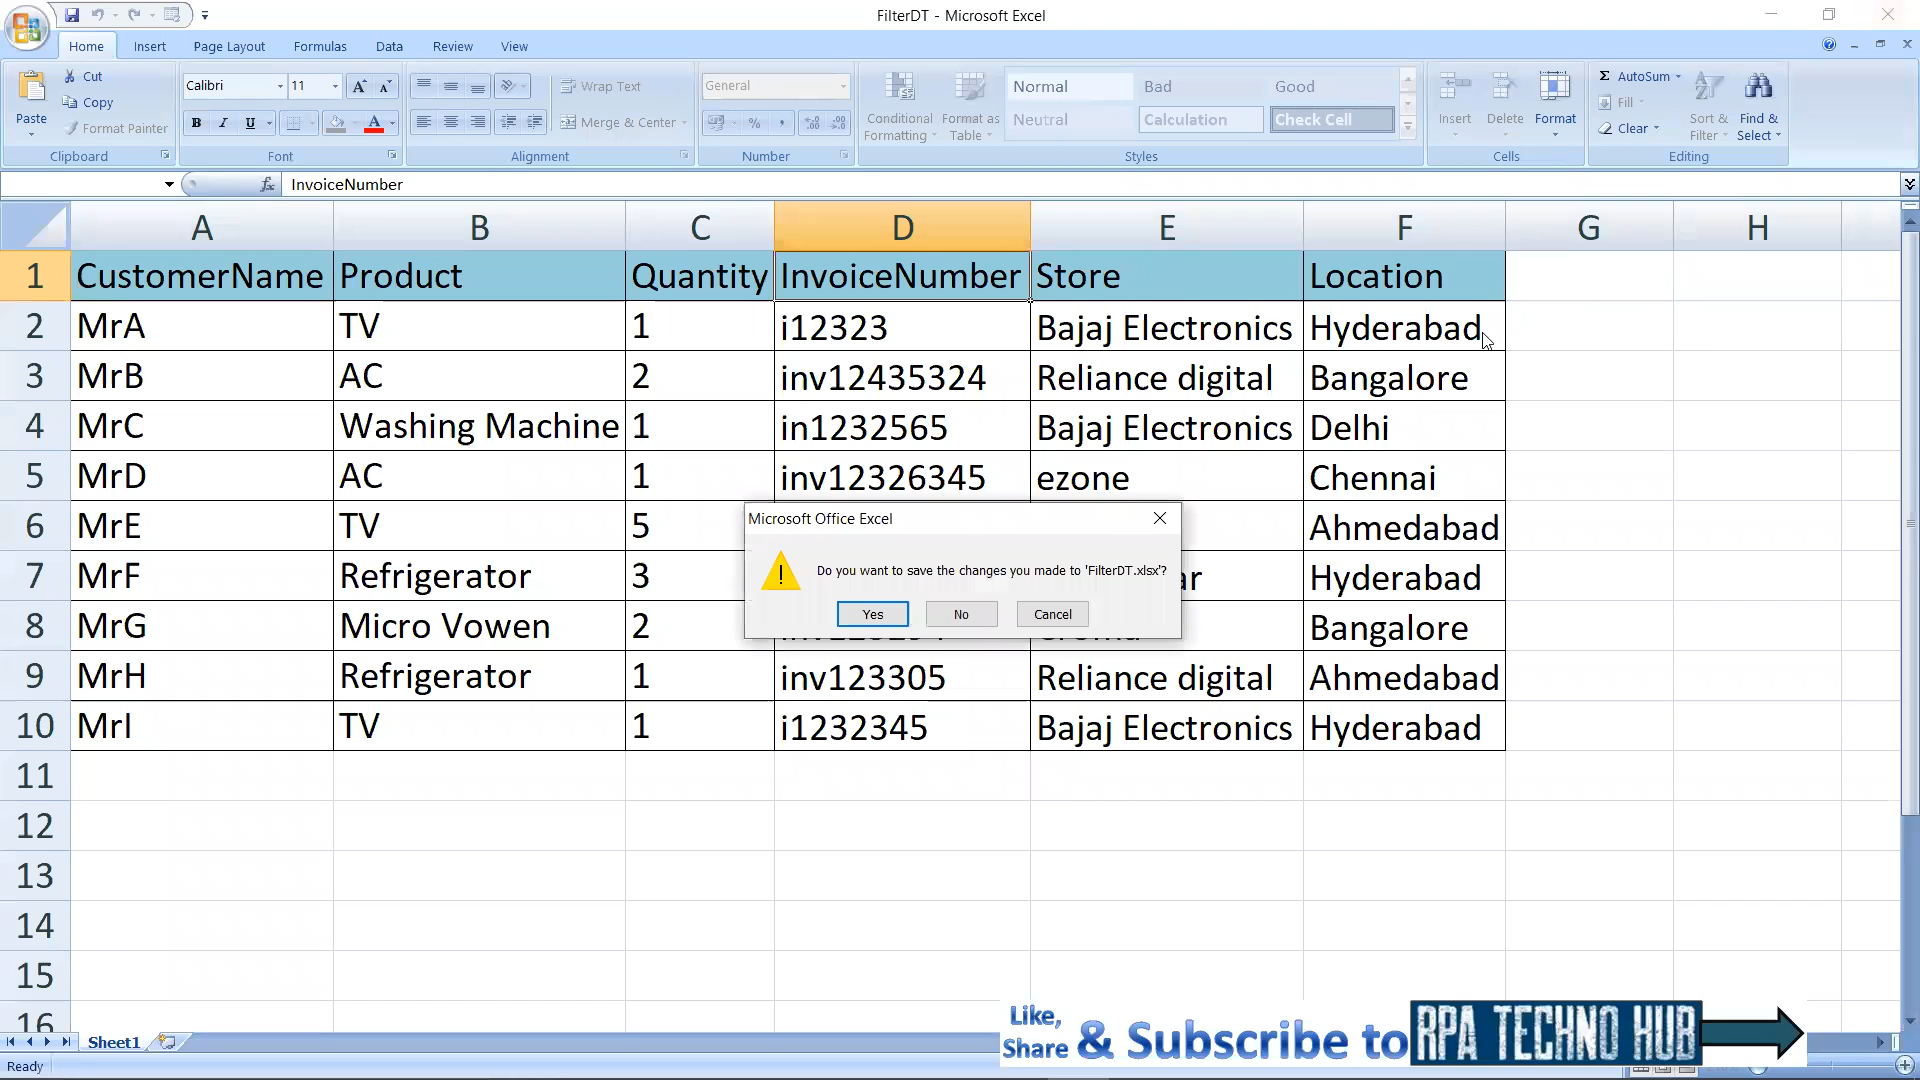 FilterDT - Microsoft Excel
Home Insert Page Layout Formulas Data Review View
Paste
Cut
Copy
Format Painter
Clipboard
Calibri 11
B I U
Font
Wrap Text
Merge & Center
Alignment
General
Number
Conditional Formatting
Format as Table
Normal Bad Good
Neutral Calculation Check Cell
Styles
Insert Delete Format
Cells
Σ AutoSum
Fill
Clear
Sort & Filter
Find & Select
Editing
fx InvoiceNumber
A B C D E F G H
1 CustomerName Product Quantity InvoiceNumber Store Location
2 MrA TV 1 i12323 Bajaj Electronics Hyderabad
3 MrB AC 2 inv12435324 Reliance digital Bangalore
4 MrC Washing Machine 1 in1232565 Bajaj Electronics Delhi
5 MrD AC 1 inv12326345 ezone Chennai
6 MrE TV 5 Ahmedabad
7 MrF Refrigerator 3 Hyderabad
8 MrG Micro Vowen 2 Bangalore
9 MrH Refrigerator 1 inv123305 Reliance digital Ahmedabad
10 MrI TV 1 i1232345 Bajaj Electronics Hyderabad
11
12
13
14
15
16
Microsoft Office Excel
Do you want to save the changes you made to 'FilterDT.xlsx'?
Yes No Cancel
Sheet1
Ready
Like, Share & Subscribe to RPA TECHNO HUB